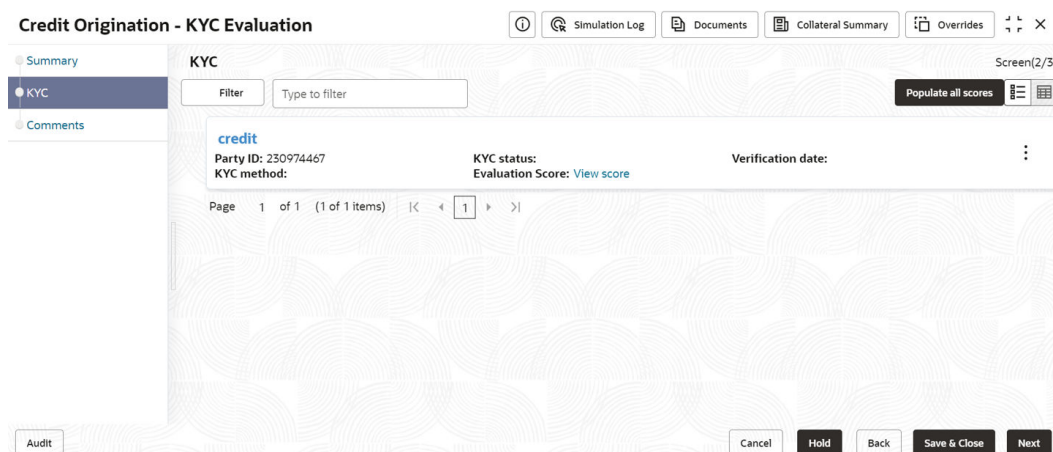 Credit Origination - KYC Evaluation
Simulation Log
Documents
Collateral Summary
Overrides
Summary
KYC
Comments
KYC
Screen(2/3
Filter
Type to filter
Populate all scores
credit
Party ID: 230974467
KYC status:
Verification date:
KYC method:
Evaluation Score: View score
Page 1 of 1 (1 of 1 items) 1
Audit
Cancel
Hold
Back
Save & Close
Next